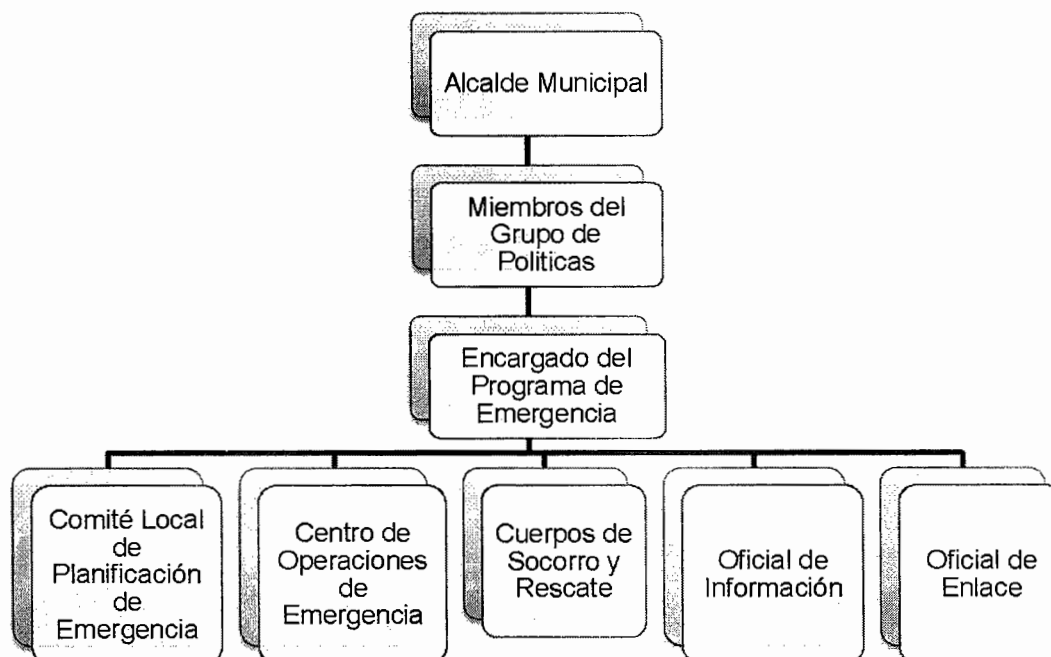 Alcalde Municipal
Miembros del
Grupo de
Politicas
Encargado del
Programa de
Emergencia
Comité Local
de
Planificación
de
Emergencia
Centro de
Operaciones
de
Emergencia
Cuerpos de
Socorro y
Rescate
Oficial de
Información
Oficial de
Enlace